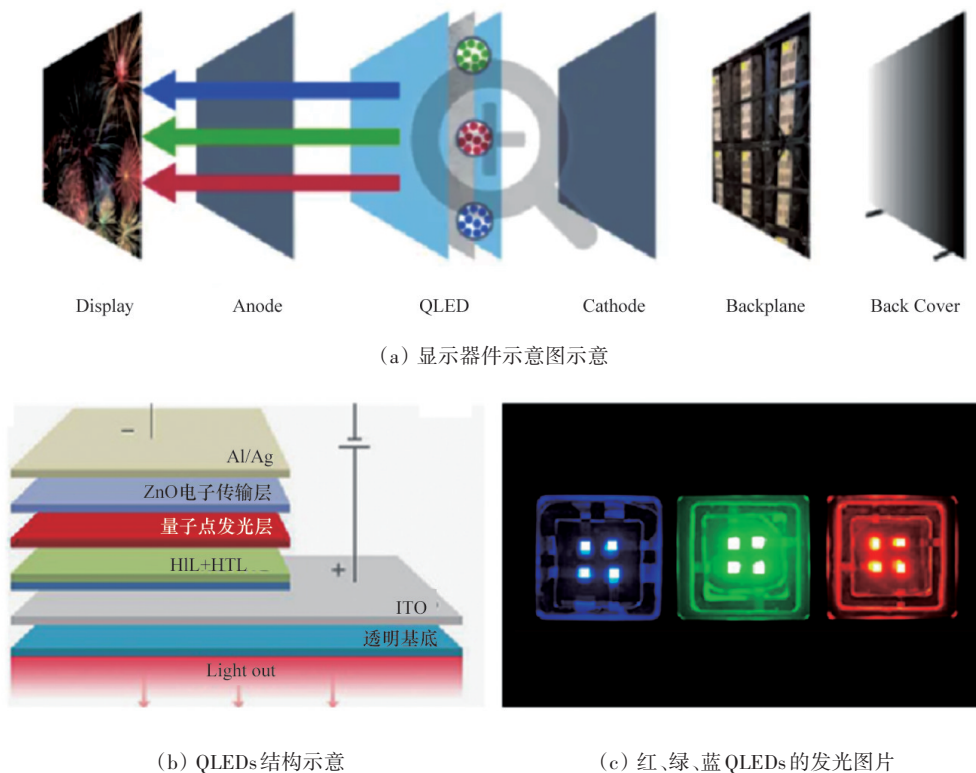 Display
Anode
QLED
Cathode
Backplane
Back Cover
(a) 显示器件示意图示意
−
Al/Ag
ZnO电子传输层
量子点发光层
HIL+HTL
+
ITO
透明基底
Light out
(b) QLEDs结构示意
(c) 红、绿、蓝QLEDs的发光图片